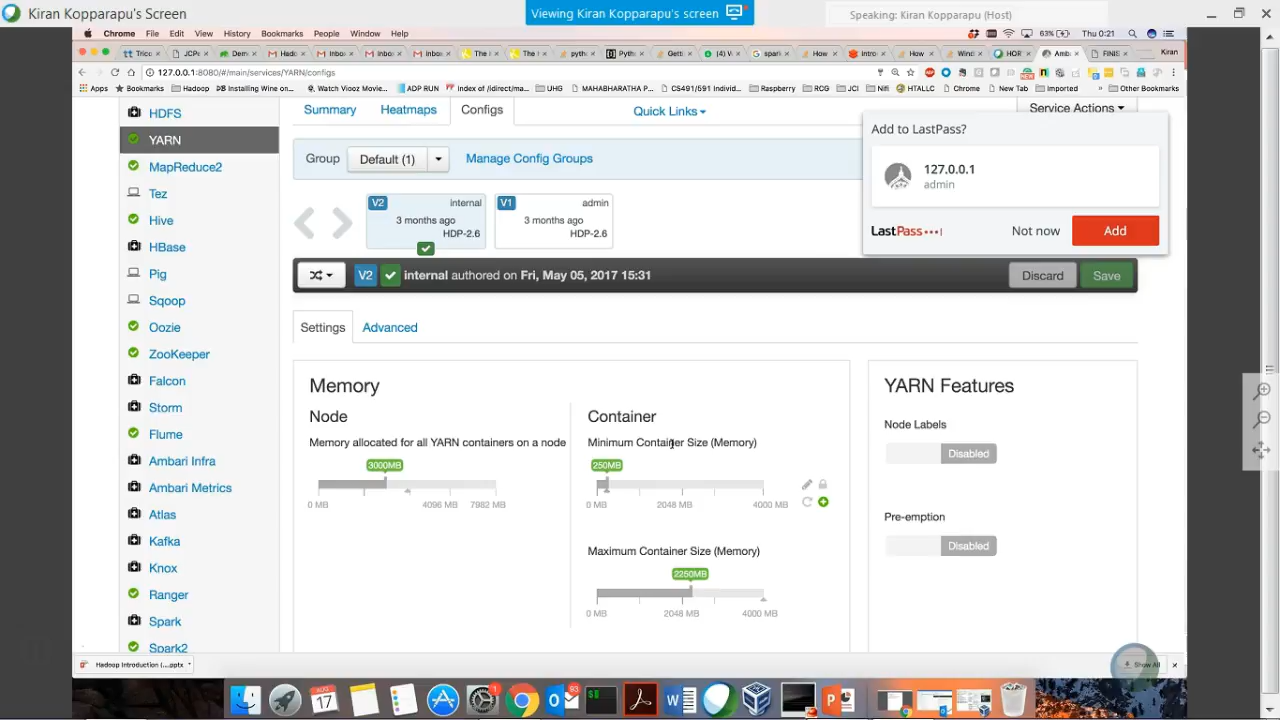 Kiran Kopparapu's Screen
Viewing Kiran Kopparapu's screen
Speaking: Kiran Kopparapu (Host)
Chrome File Edit View History Bookmarks People Window Help
63% Thu 0:21
Kiran
127.0.0.1:8080/#/main/services/YARN/configs
Apps Bookmarks Hadoop Installing Wine on... Watch Viooz Movie... ADP RUN Index of /idirect/ma... UHG MAHABHARATHA P... CS491/591 Individ... Raspberry RCG JCI Nifi HTALLC Chrome New Tab Imported » Other Bookmarks
HDFS
YARN
MapReduce2
Tez
Hive
HBase
Pig
Sqoop
Oozie
ZooKeeper
Falcon
Storm
Flume
Ambari Infra
Ambari Metrics
Atlas
Kafka
Knox
Ranger
Spark
Spark2
Summary Heatmaps Configs Quick Links Service Actions
Group Default (1) Manage Config Groups
V2 internal
3 months ago
HDP-2.6
V1 admin
3 months ago
HDP-2.6
Add to LastPass?
127.0.0.1
admin
LastPass Not now Add
V2 internal authored on Fri, May 05, 2017 15:31 Discard Save
Settings Advanced
Memory
Node
Memory allocated for all YARN containers on a node
3000MB
0 MB 4096 MB 7982 MB
Container
Minimum Container Size (Memory)
250MB
0 MB 2048 MB 4000 MB
Maximum Container Size (Memory)
2250MB
0 MB 2048 MB 4000 MB
YARN Features
Node Labels
Disabled
Pre-emption
Disabled
Hadoop Introduction (....pptx
Show All
17